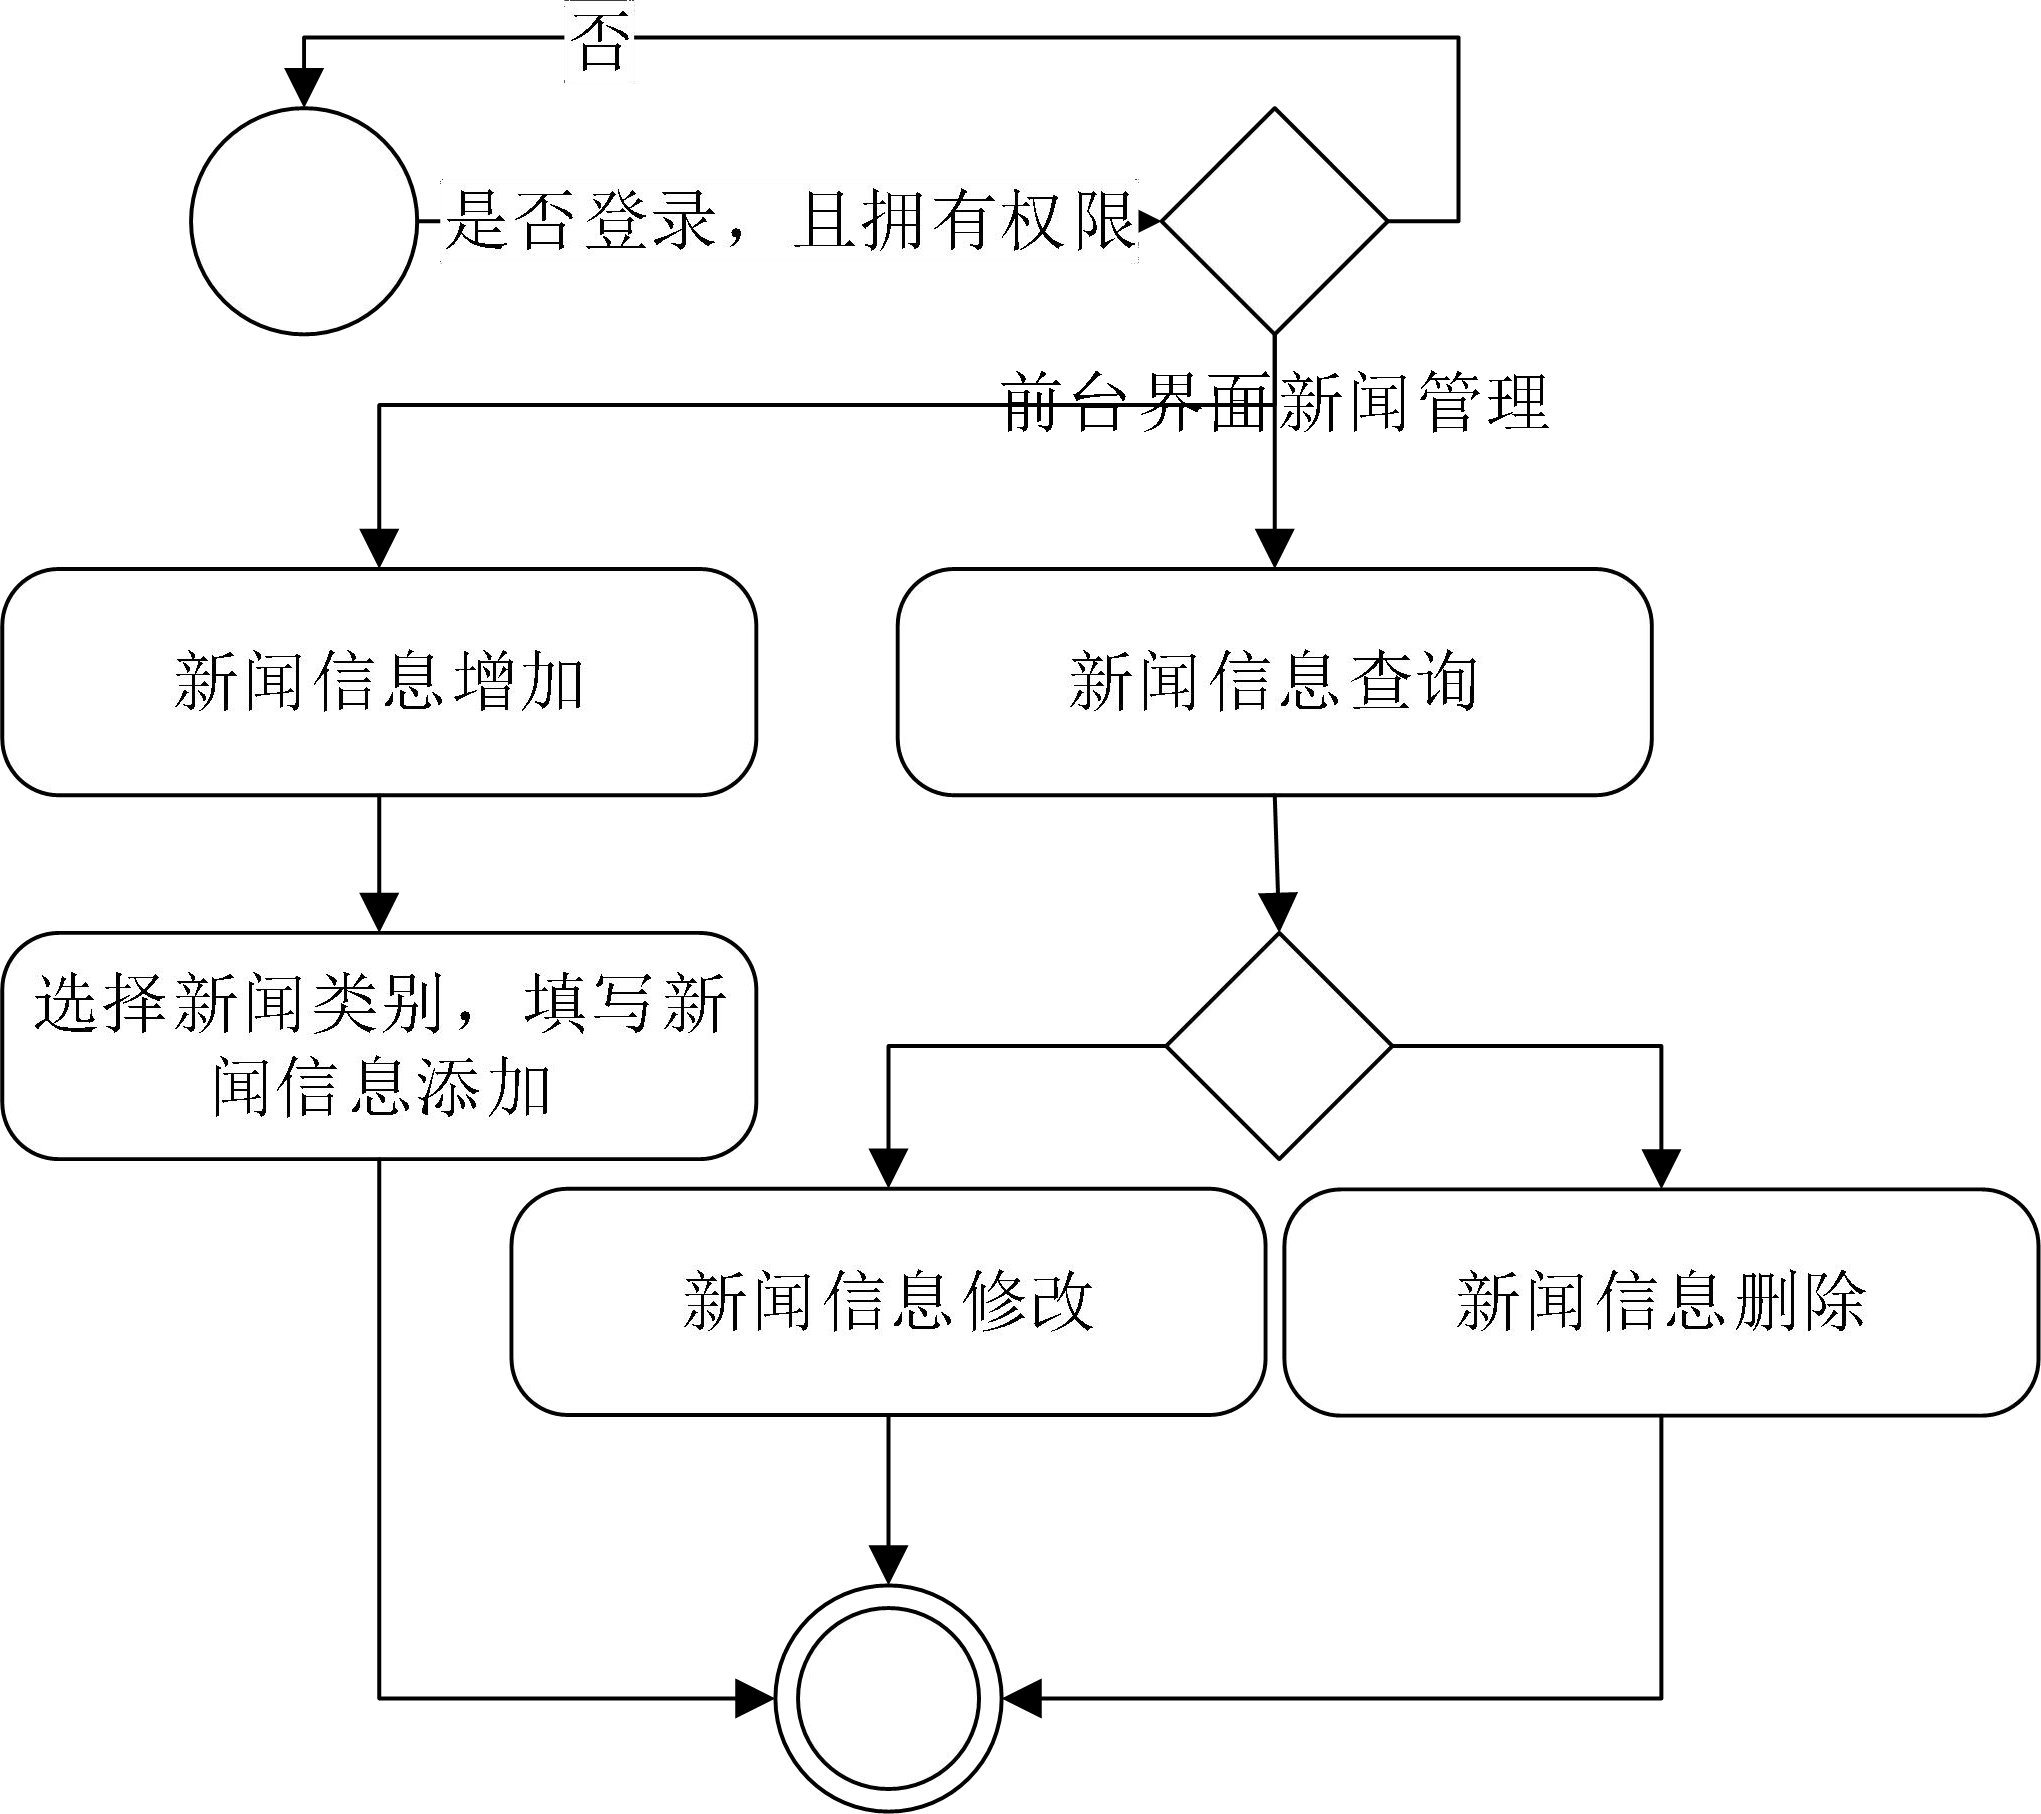 否
是否登录，且拥有权限
前台界面新闻管理
新闻信息增加
新闻信息查询
选择新闻类别，填写新
闻信息添加
新闻信息修改
新闻信息删除